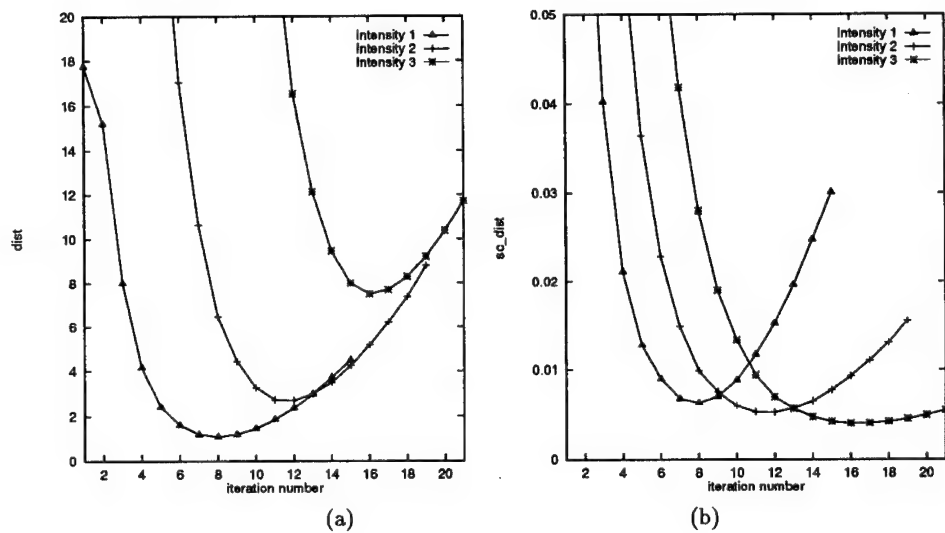 20
18
16
14
12
10
8
6
4
2
0
dist
Intensity 1
Intensity 2
Intensity 3
2 4 6 8 10 12 14 16 18 20
iteration number
(a)
0.05
0.04
0.03
0.02
0.01
0
sc_dist
Intensity 1
Intensity 2
Intensity 3
2 4 6 8 10 12 14 16 18 20
iteration number
(b)